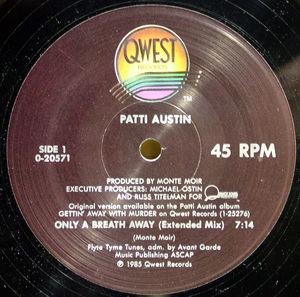 QWEST
RECORDS
TM
PATTI AUSTIN
SIDE 1
0-20571
45 RPM
PRODUCED BY MONTE MOIR
EXECUTIVE PRODUCERS: MICHAEL OSTIN
AND RUSS TITELMAN FOR
Original version available on the Patti Austin album
GETTIN' AWAY WITH MURDER on Qwest Records (1-25276)
ONLY A BREATH AWAY (Extended Mix) 7:14
(Monte Moir)
Flyte Tyme Tunes, adm. by Avant Garde
Music Publishing ASCAP
℗ 1985 Qwest Records